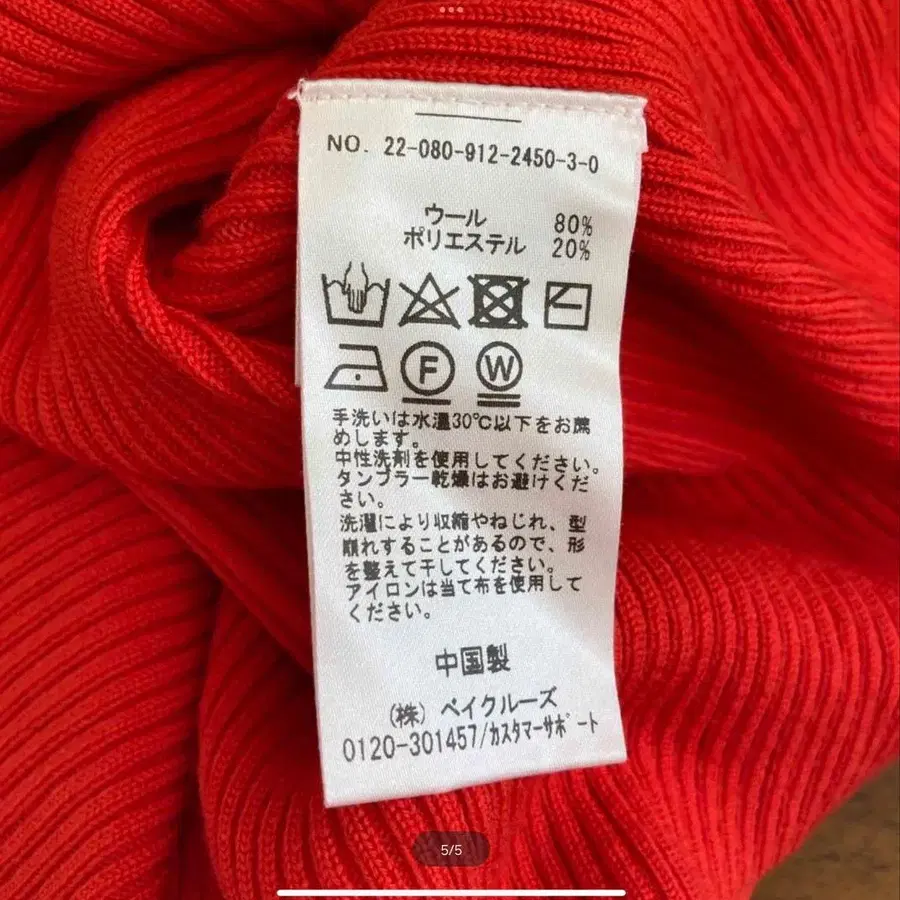 NO. 22-080-912-2450-3-0
ウール 80%
ポリエステル 20%
F W
手洗いは水温30℃以下をお薦
めします。
中性洗剤を使用してください。
タンブラー乾燥はお避けくだ
さい。
洗濯により収縮やねじれ、型
崩れすることがあるので、形
を整えて干してください。
アイロンは当て布を使用して
ください。
中国製
(株) ベイクルーズ
0120-301457/カスタマーサポート
5/5